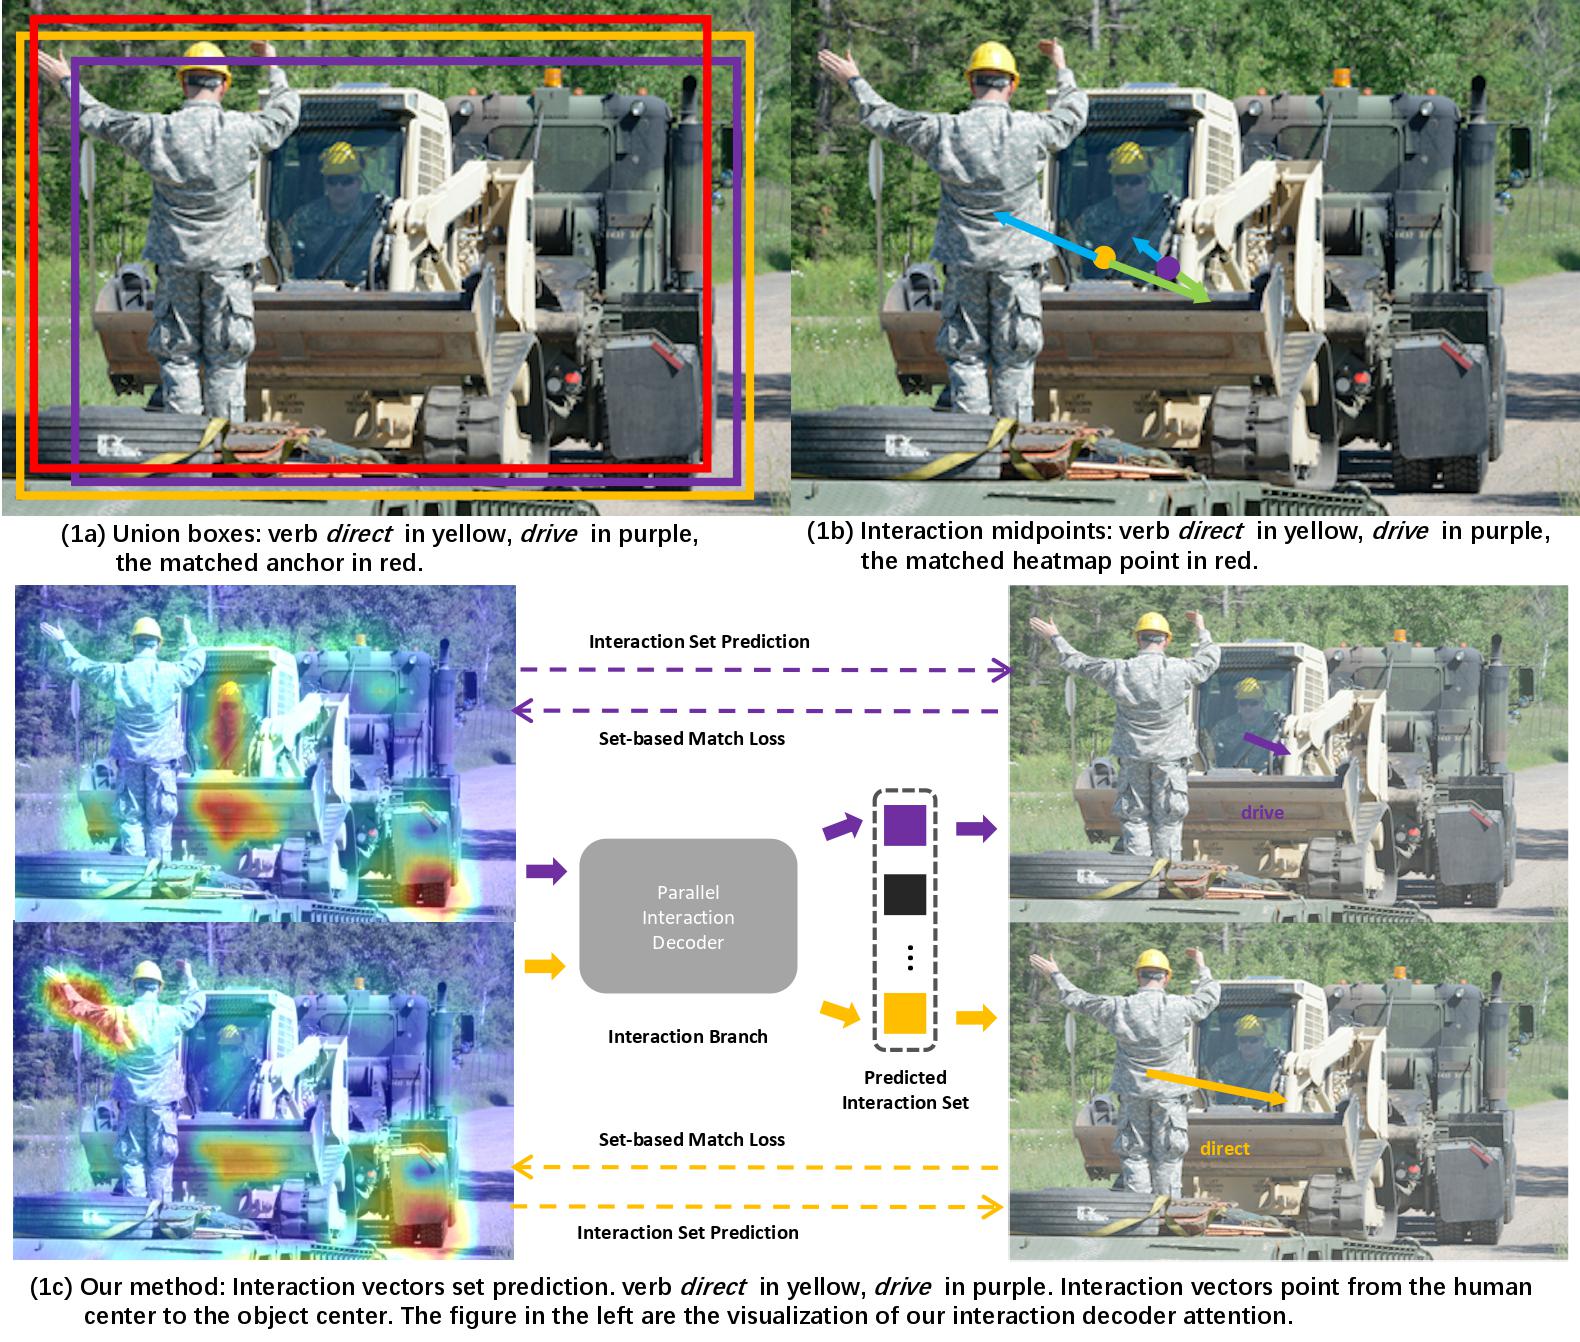 (1a) Union boxes: verb direct in yellow, drive in purple,
the matched anchor in red.
(1b) Interaction midpoints: verb direct in yellow, drive in purple,
the matched heatmap point in red.
Interaction Set Prediction
Set-based Match Loss
drive
Parallel
Interaction
Decoder
Interaction Branch
Predicted
Interaction Set
Set-based Match Loss
direct
Interaction Set Prediction
(1c) Our method: Interaction vectors set prediction. verb direct in yellow, drive in purple. Interaction vectors point from the human
center to the object center. The figure in the left are the visualization of our interaction decoder attention.